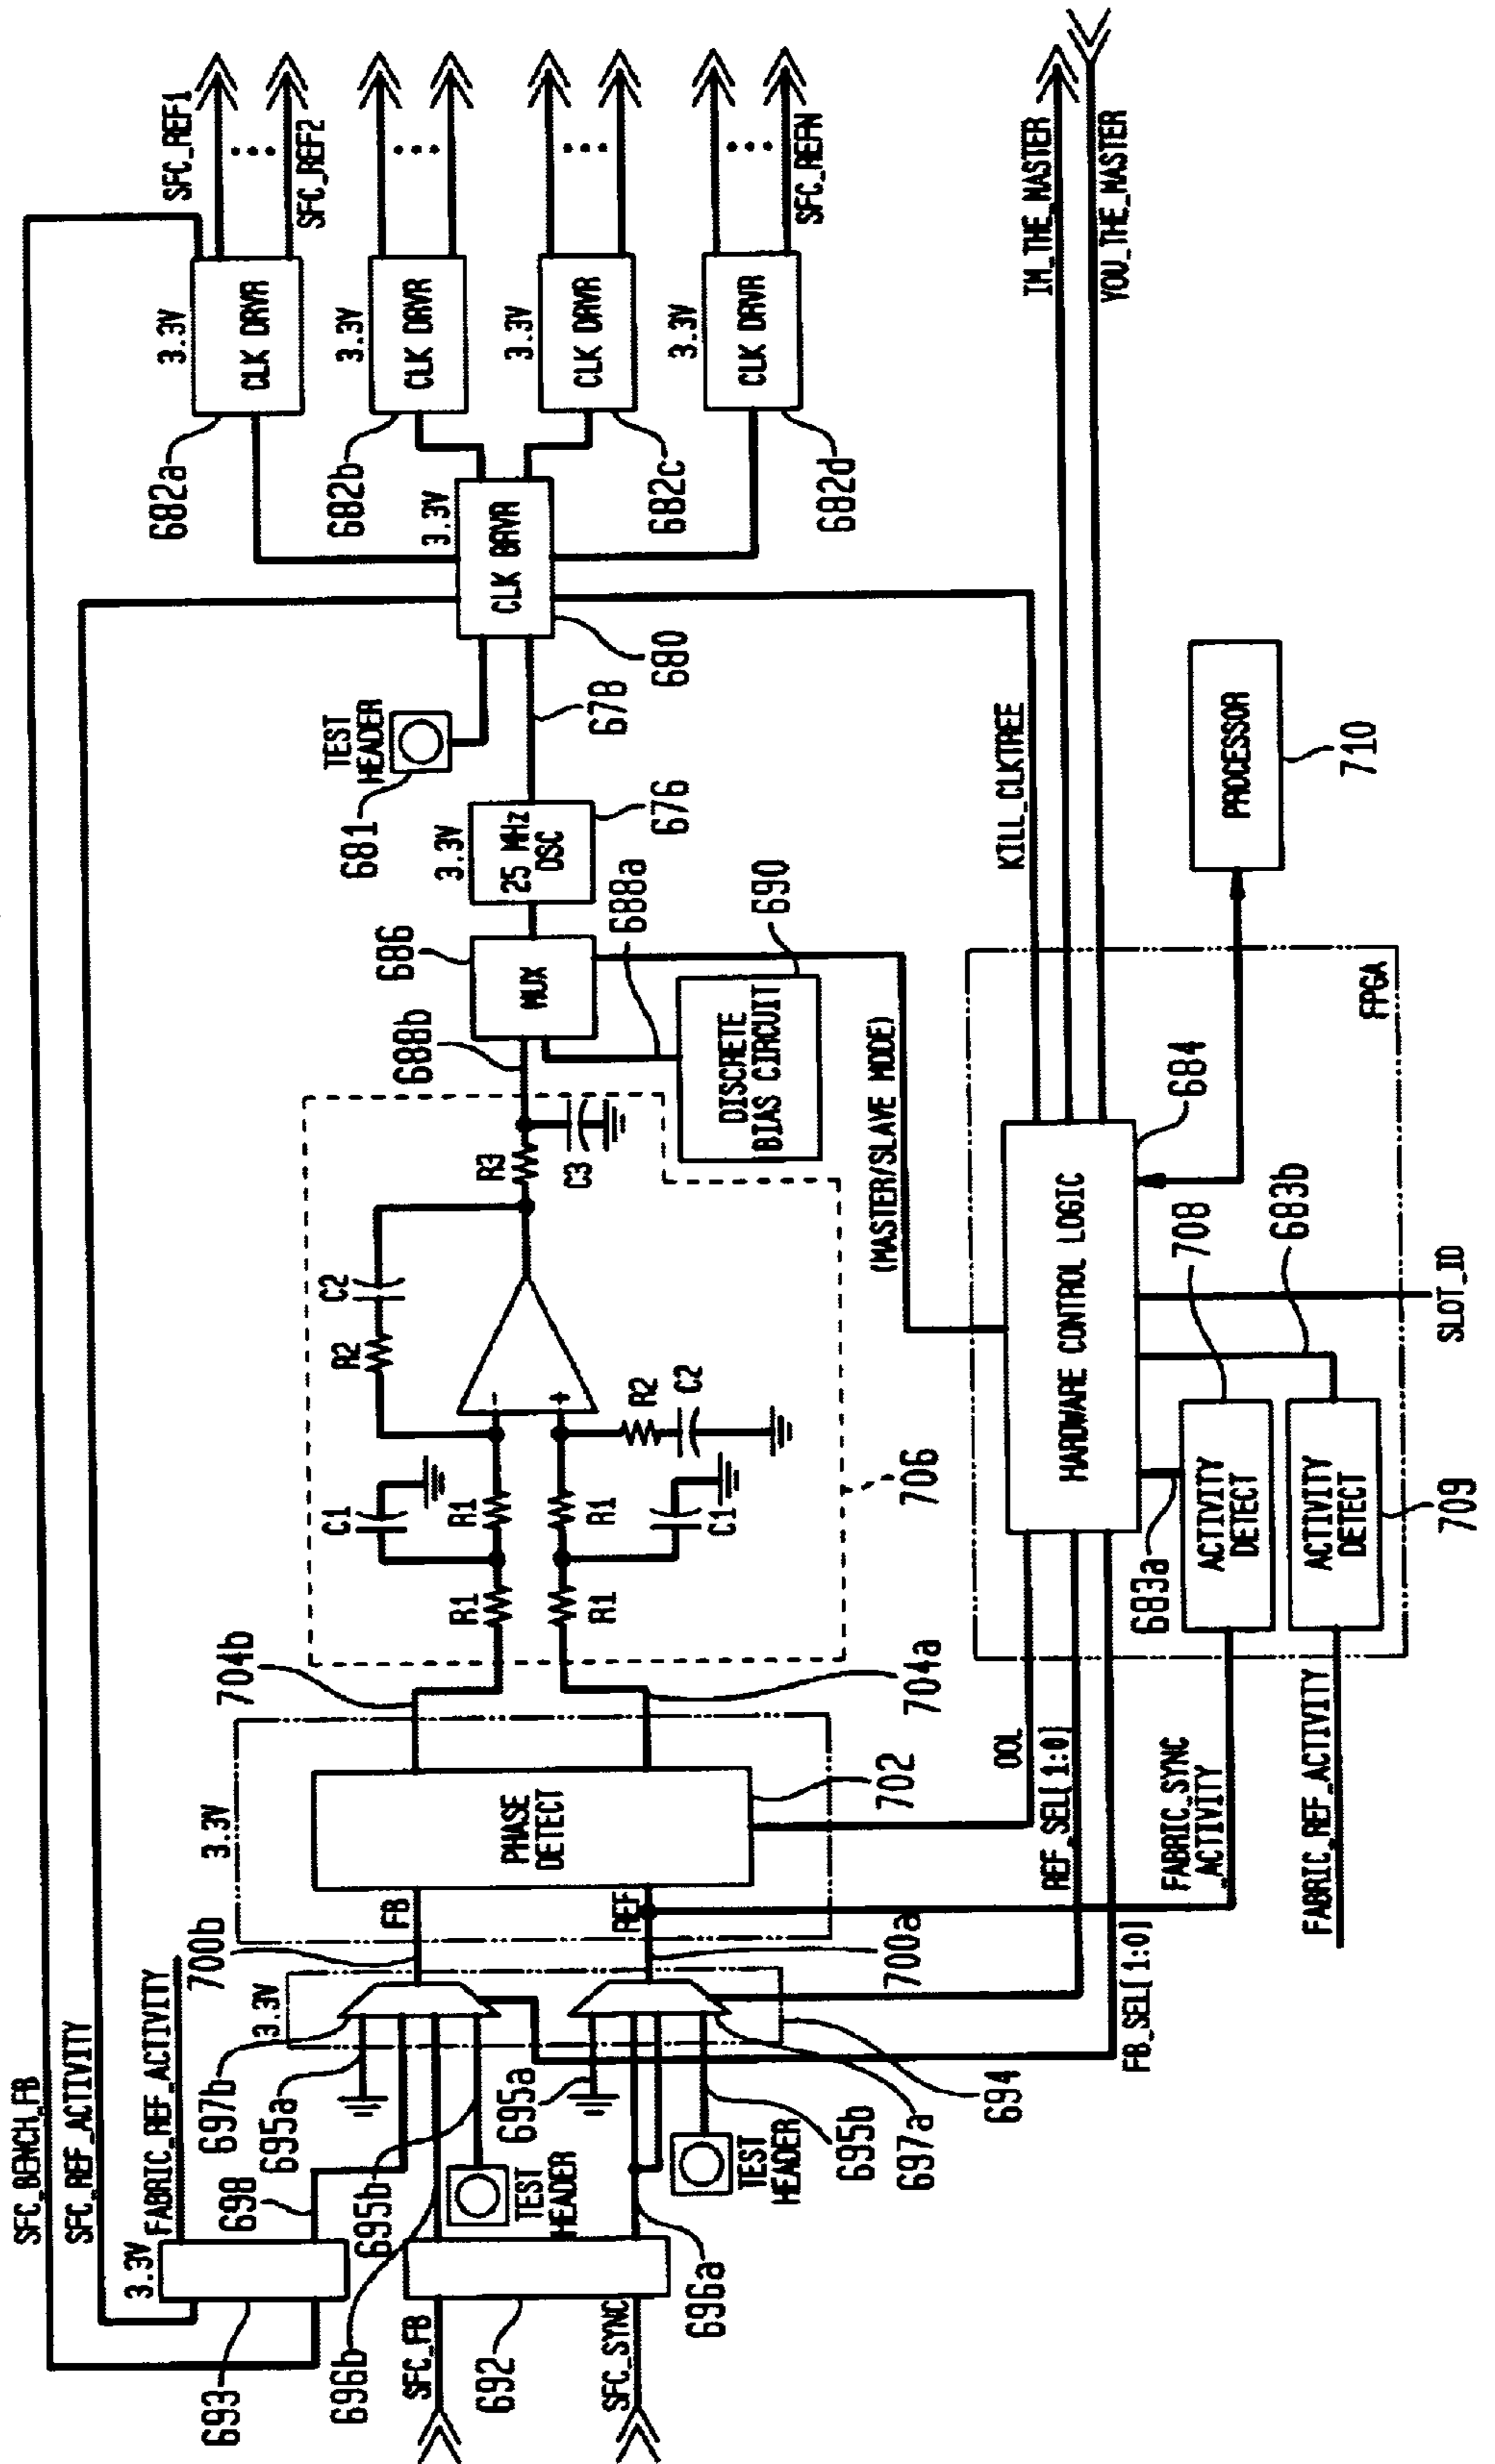 SFC_BENCH_FB
SFC_REF_ACTIVITY
3.3V
FABRIC_REF_ACTIVITY
693
698
SFC_FB
692
SFC_SYNC
696b
696a
695b
TEST
HEADER
TEST
HEADER
695b
697b
695a
695a
3.3V
697a
694
700b
700a
3.3V
FB
REF
PHASE
DETECT
702
704b
704a
R1
R1
C1
R1
R1
C1
R2
C2
-
+
R2
C2
R3
C3
706
688b
686
MUX
688a
DISCRETE
BIAS CIRCUIT
690
3.3V
25 MHz
OSC
676
TEST
HEADER
681
678
3.3V
CLK DRVR
680
3.3V
CLK DRVR
682a
3.3V
CLK DRVR
682b
3.3V
CLK DRVR
682c
3.3V
CLK DRVR
682d
SFC_REF1
SFC_REF2
SFC_REFN
IM_THE_MASTER
YOU_THE_MASTER
KILL_CLKTREE
(MASTER/SLAVE MODE)
OOL
REF_SEL[1:0]
FB_SEL[1:0]
FABRIC_SYNC
_ACTIVITY
FABRIC_REF_ACTIVITY
HARDWARE CONTROL LOGIC
684
683a
ACTIVITY
DETECT
708
683b
ACTIVITY
DETECT
709
SLOT_ID
FPGA
PROCESSOR
710